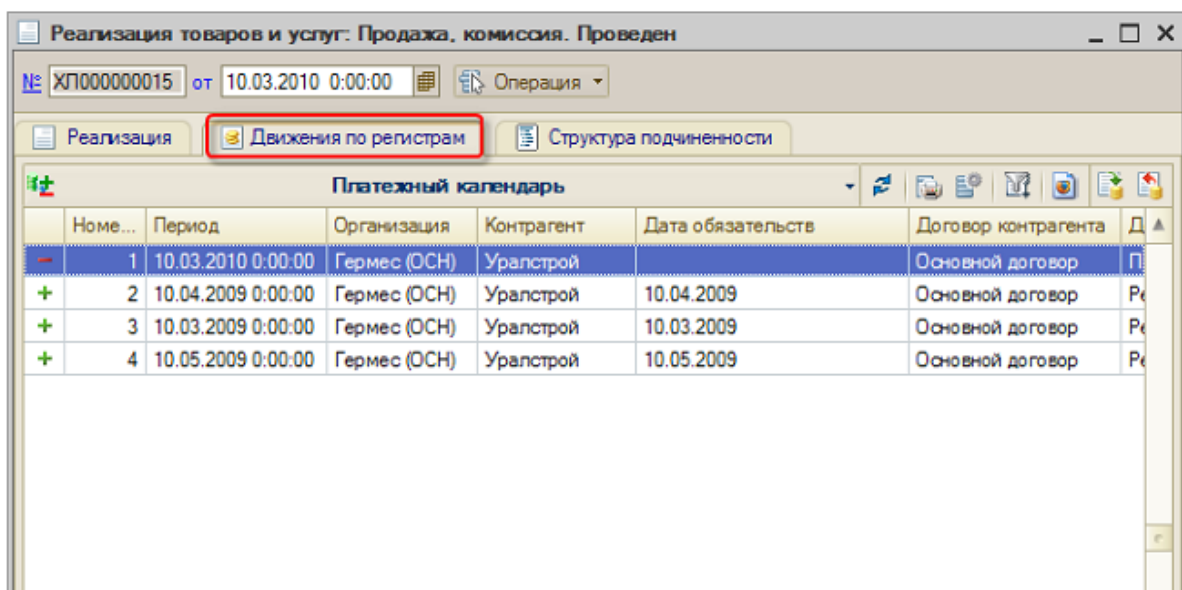 Реализация товаров и услуг: Продажа, комиссия. Проведен
№ ХП000000015 от 10.03.2010 0:00:00 Операция
Реализация Движения по регистрам Структура подчиненности
Платежный календарь
Номе... Период Организация Контрагент Дата обязательств Договор контрагента Д
1 10.03.2010 0:00:00 Гермес (ОСН) Уралстрой Основной договор П
+ 2 10.04.2009 0:00:00 Гермес (ОСН) Уралстрой 10.04.2009 Основной договор Ре
+ 3 10.03.2009 0:00:00 Гермес (ОСН) Уралстрой 10.03.2009 Основной договор Ре
+ 4 10.05.2009 0:00:00 Гермес (ОСН) Уралстрой 10.05.2009 Основной договор Ре